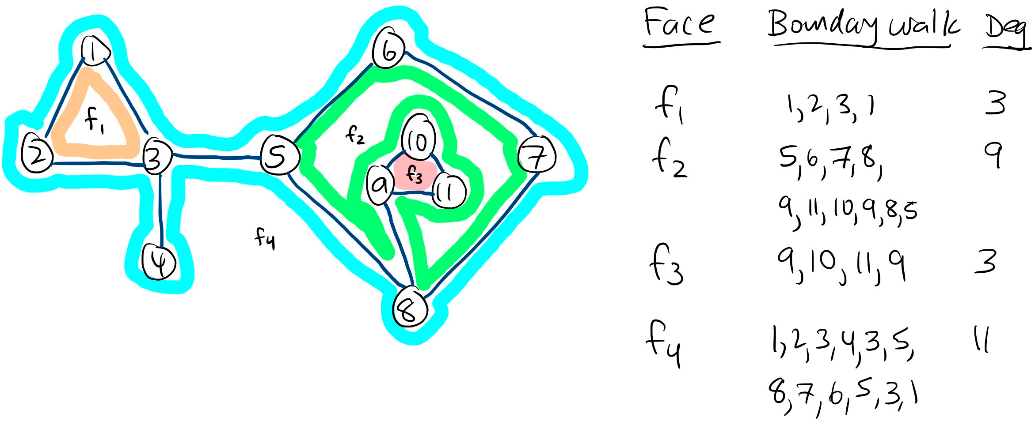 Face Bounday walk Deg
f₁ 1,2,3,1 3
f₂ 5,6,7,8, 9
9,11,10,9,8,5
f₃ 9,10,11,9 3
f₄ 1,2,3,4,3,5, 11
8,7,6,5,3,1
1
6
f₁
f₂
10
2
3
5
7
f₃
9
11
f₄
4
8